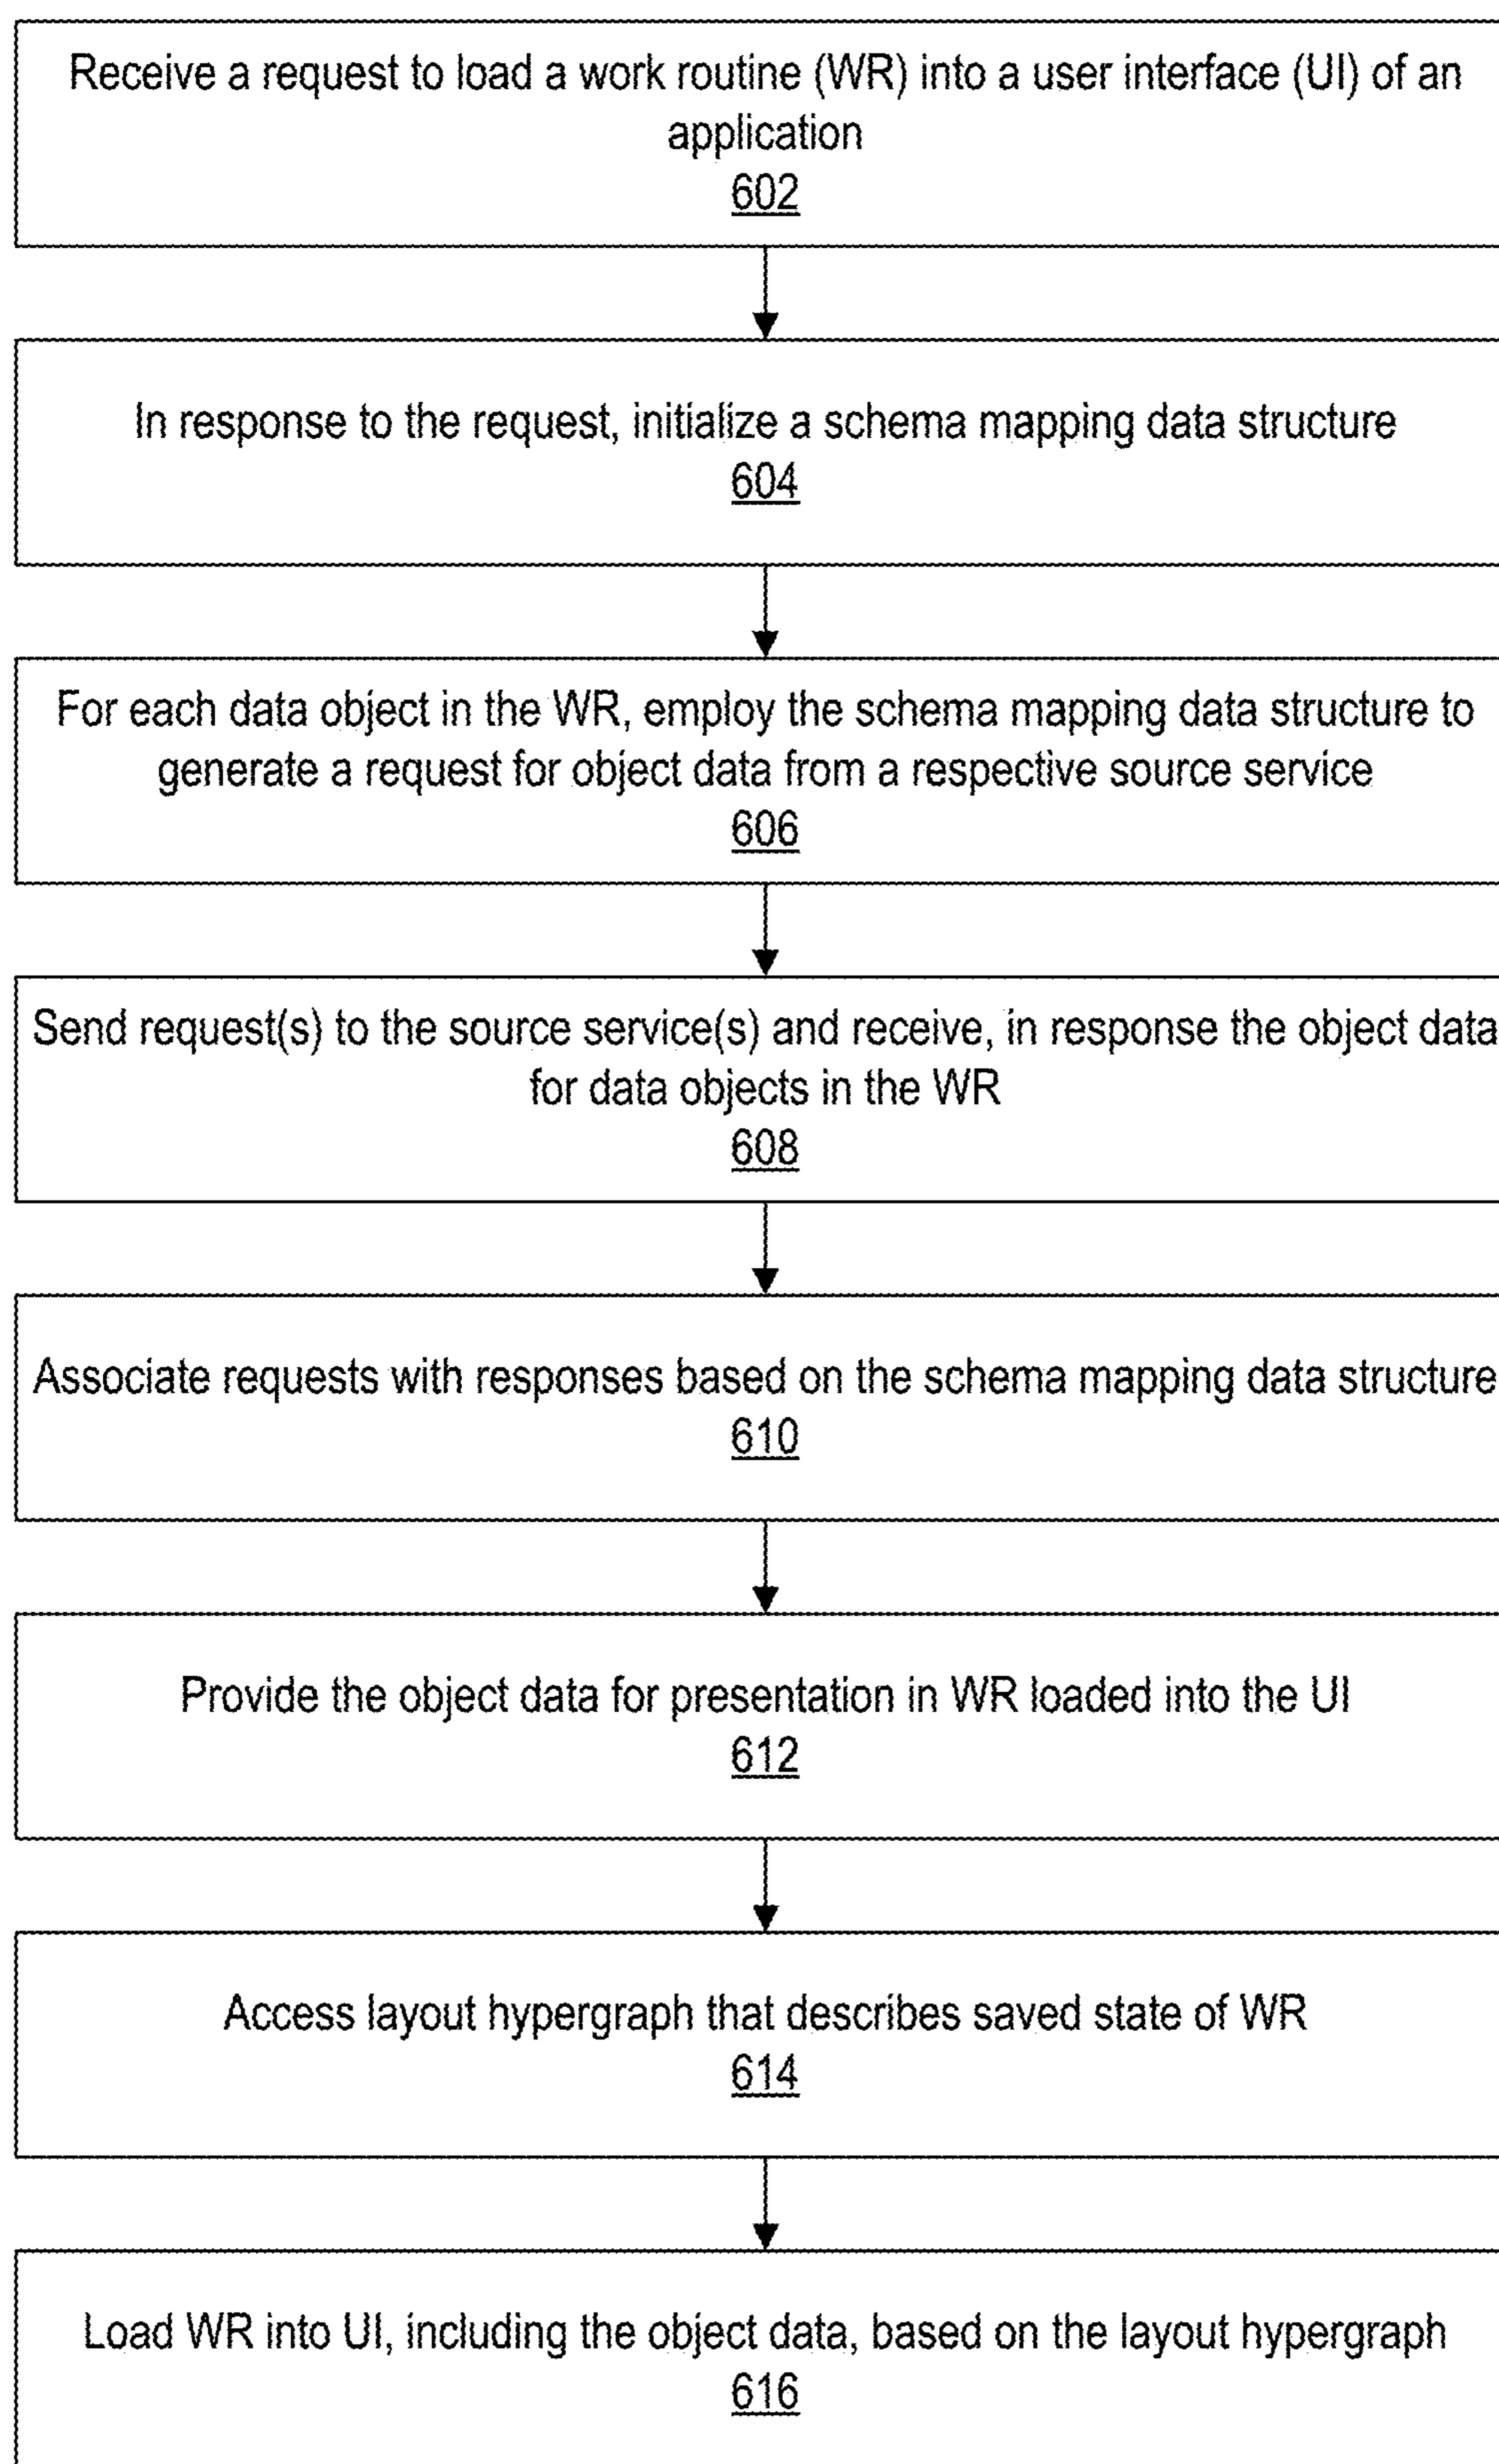 Receive a request to load a work routine (WR) into a user interface (UI) of an
application
602
In response to the request, initialize a schema mapping data structure
604
For each data object in the WR, employ the schema mapping data structure to
generate a request for object data from a respective source service
606
Send request(s) to the source service(s) and receive, in response the object data
for data objects in the WR
608
Associate requests with responses based on the schema mapping data structure
610
Provide the object data for presentation in WR loaded into the UI
612
Access layout hypergraph that describes saved state of WR
614
Load WR into UI, including the object data, based on the layout hypergraph
616